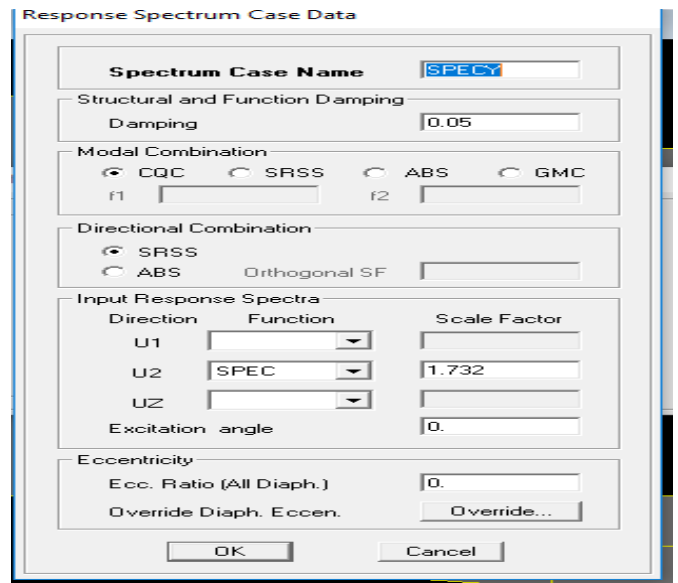 Response Spectrum Case Data
Spectrum Case Name SPECY
Structural and Function Damping
Damping 0.05
Modal Combination
CQC SRSS ABS GMC
f1 f2
Directional Combination
SRSS
ABS Orthogonal SF
Input Response Spectra
Direction Function Scale Factor
U1
U2 SPEC 1.732
UZ
Excitation angle 0.
Eccentricity
Ecc. Ratio (All Diaph.) 0.
Override Diaph. Eccen. Override...
OK Cancel